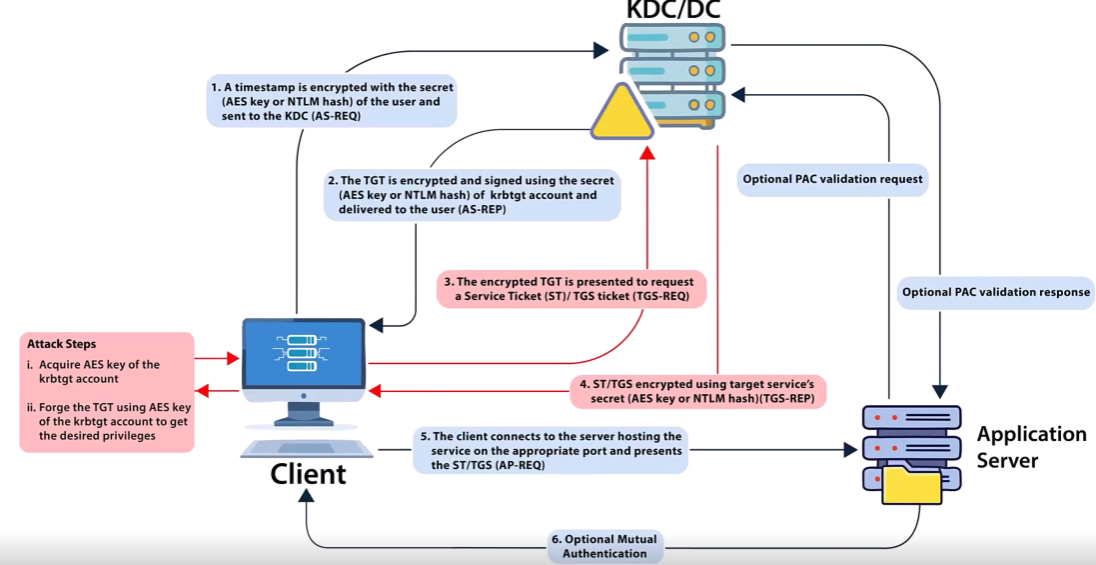 KDC/DC
1. A timestamp is encrypted with the secret
(AES key or NTLM hash) of the user and
sent to the KDC (AS-REQ)
2. The TGT is encrypted and signed using the secret
(AES key or NTLM hash) of krbtgt account and
delivered to the user (AS-REP)
Optional PAC validation request
3. The encrypted TGT is presented to request
a Service Ticket (ST)/ TGS ticket (TGS-REQ)
Optional PAC validation response
Attack Steps
i. Acquire AES key of the
krbtgt account
ii. Forge the TGT using AES key
of the krbtgt account to get
the desired privileges
4. ST/TGS encrypted using target service's
secret (AES key or NTLM hash)(TGS-REP)
5. The client connects to the server hosting the
service on the appropriate port and presents
the ST/TGS (AP-REQ)
Client
Application
Server
6. Optional Mutual
Authentication